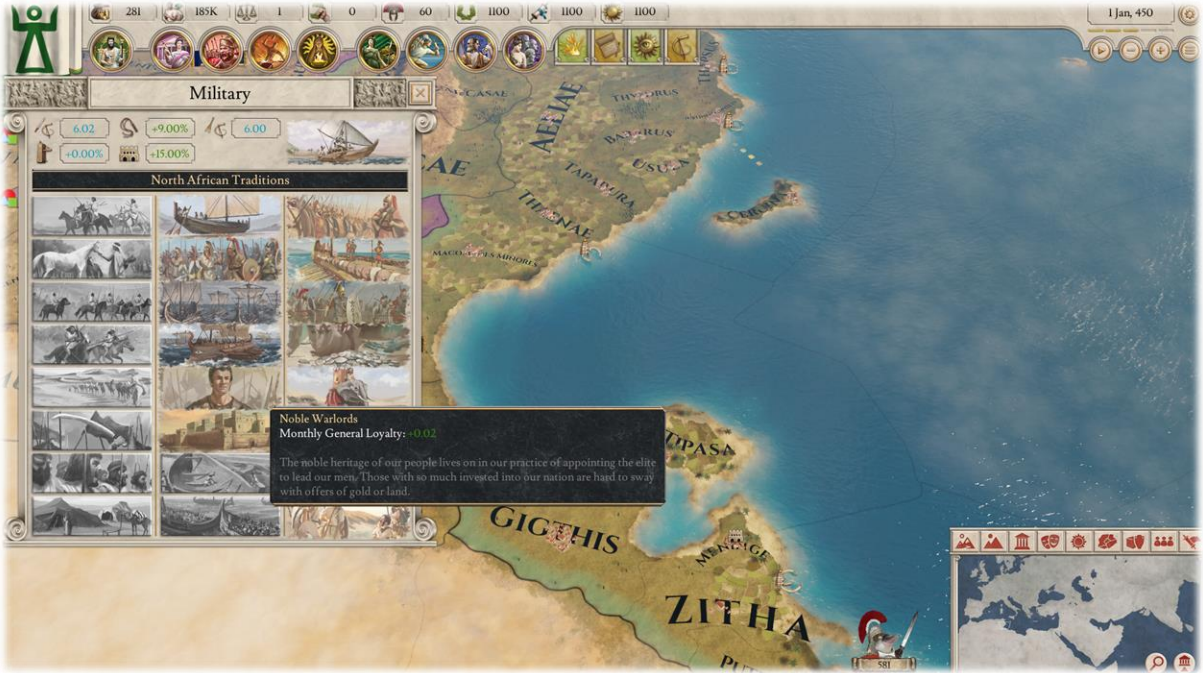 281 185K 1 0 60 1100 1100 1100
1 Jan, 450
Military
6.02 +9.00% 6.00
+0.00% +15.00%
North African Traditions
AELIAE
THYSDRUS
USULA
TAPARURA
THAENAE
CERCINA
Noble Warlords
Monthly General Loyalty: +0.02
The noble heritage of our people lives on in our practice of appointing the elite
to lead our men. Those with so much invested into our nation are hard to sway
with offers of gold or land.
TIPASA
GIGTHIS
MENINGE
ZITHA
581